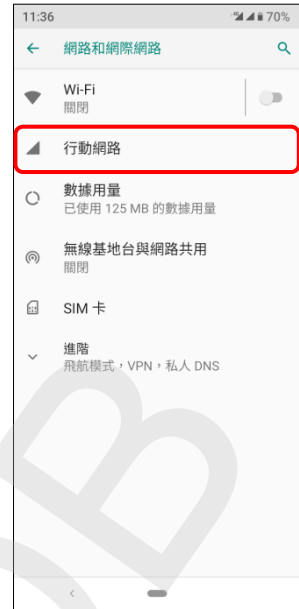 11:36
70%
網路和網際網路
Wi-Fi
關閉
行動網路
數據用量
已使用 125 MB 的數據用量
無線基地台與網路共用
關閉
SIM 卡
進階
飛航模式，VPN，私人 DNS